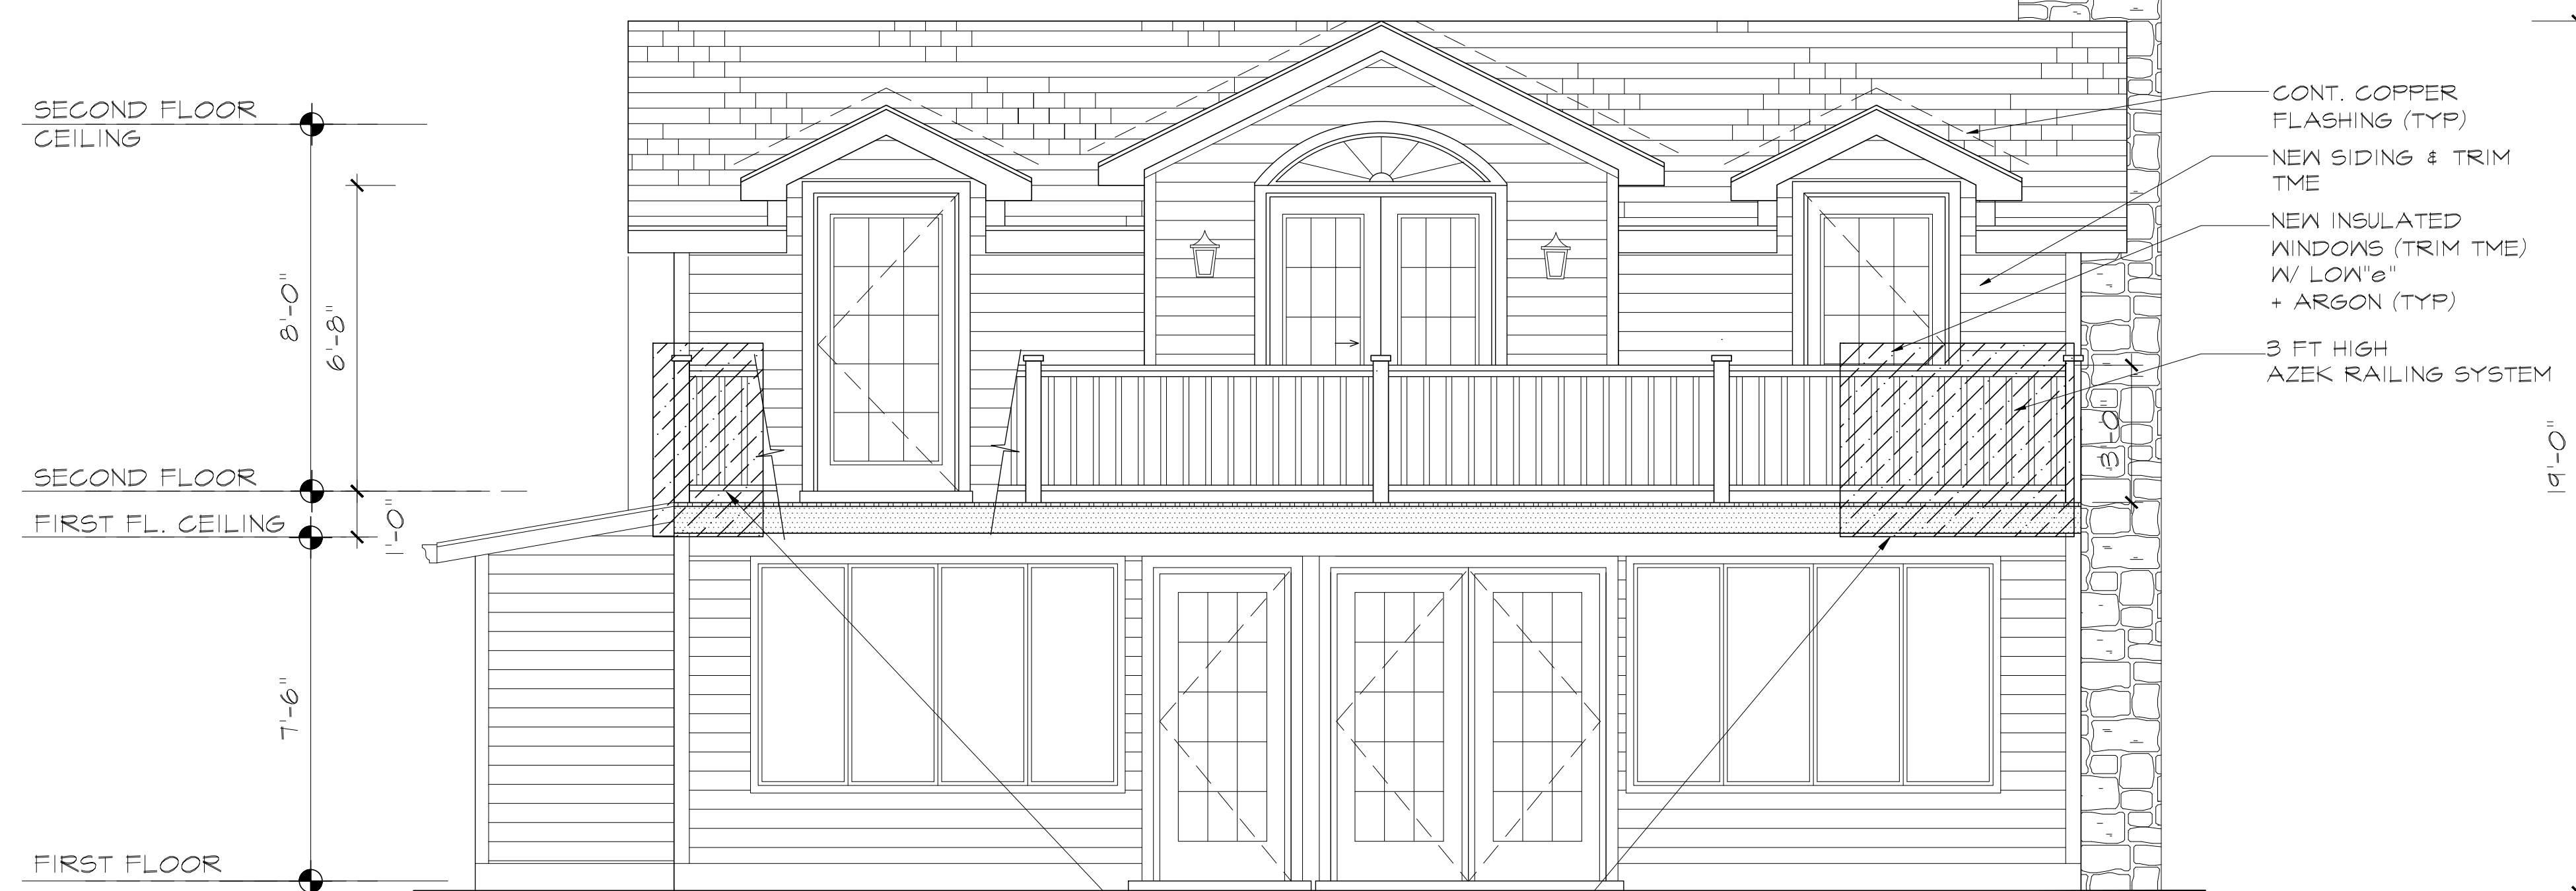 SECOND FLOOR
CEILING
8'-0"
6'-8"
SECOND FLOOR
FIRST FL. CEILING
1'-0"
7'-6"
FIRST FLOOR
CONT. COPPER
FLASHING (TYP)
NEW SIDING & TRIM
TME
NEW INSULATED
WINDOWS (TRIM TME)
W/ LOW"e"
+ ARGON (TYP)
3 FT HIGH
AZEK RAILING SYSTEM
3'-0"
19'-0"